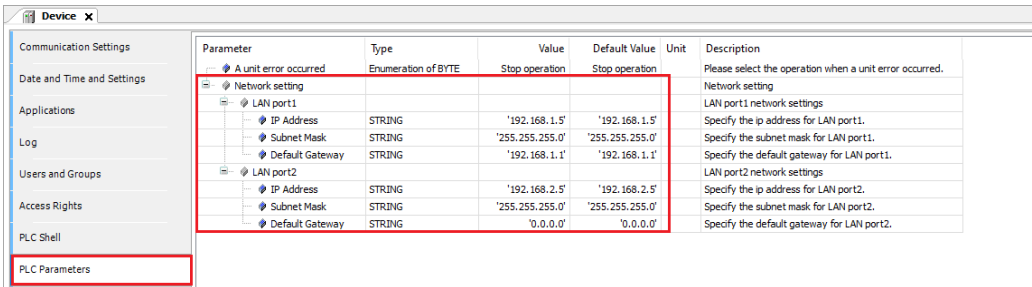 Device X
Communication Settings
Date and Time and Settings
Applications
Log
Users and Groups
Access Rights
PLC Shell
PLC Parameters
Parameter Type Value Default Value Unit Description
A unit error occurred Enumeration of BYTE Stop operation Stop operation Please select the operation when a unit error occurred.
Network setting Network setting
LAN port1 LAN port1 network settings
IP Address STRING '192.168.1.5' '192.168.1.5' Specify the ip address for LAN port1.
Subnet Mask STRING '255.255.255.0' '255.255.255.0' Specify the subnet mask for LAN port1.
Default Gateway STRING '192.168.1.1' '192.168.1.1' Specify the default gateway for LAN port1.
LAN port2 LAN port2 network settings
IP Address STRING '192.168.2.5' '192.168.2.5' Specify the ip address for LAN port2.
Subnet Mask STRING '255.255.255.0' '255.255.255.0' Specify the subnet mask for LAN port2.
Default Gateway STRING '0.0.0.0' '0.0.0.0' Specify the default gateway for LAN port2.